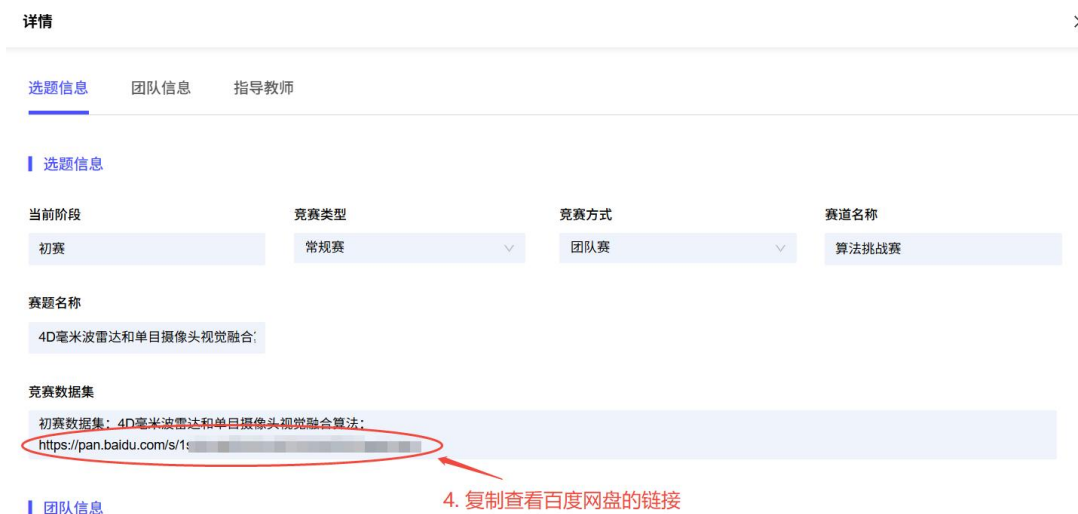 详情
选题信息 团队信息 指导教师
选题信息
当前阶段 竞赛类型 竞赛方式 赛道名称
初赛 常规赛 团队赛 算法挑战赛
赛题名称
4D毫米波雷达和单目摄像头视觉融合
竞赛数据集
初赛数据集：4D毫米波雷达和单目摄像头视觉融合算法：
https://pan.baidu.com/s/1s
4. 复制查看百度网盘的链接
团队信息